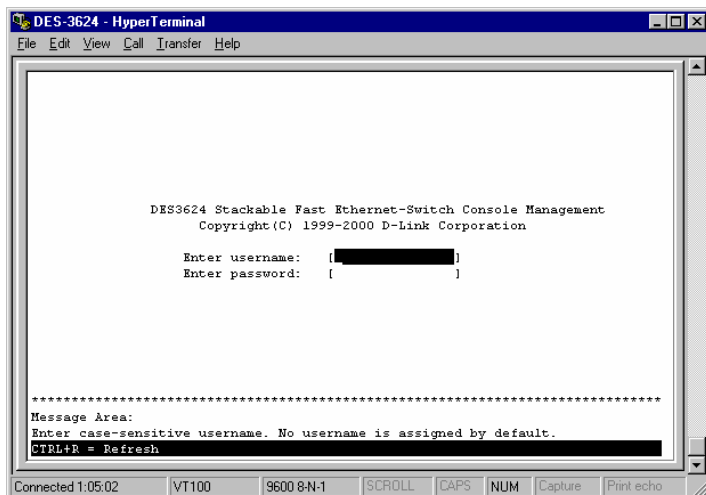 DES-3624 - HyperTerminal
File Edit View Call Transfer Help
DES3624 Stackable Fast Ethernet-Switch Console Management
Copyright(C) 1999-2000 D-Link Corporation
Enter username: [ ]
Enter password: [ ]
********************************************************************************
Message Area:
Enter case-sensitive username. No username is assigned by default.
CTRL+R = Refresh
Connected 1:05:02 VT100 9600 8-N-1 SCROLL CAPS NUM Capture Print echo